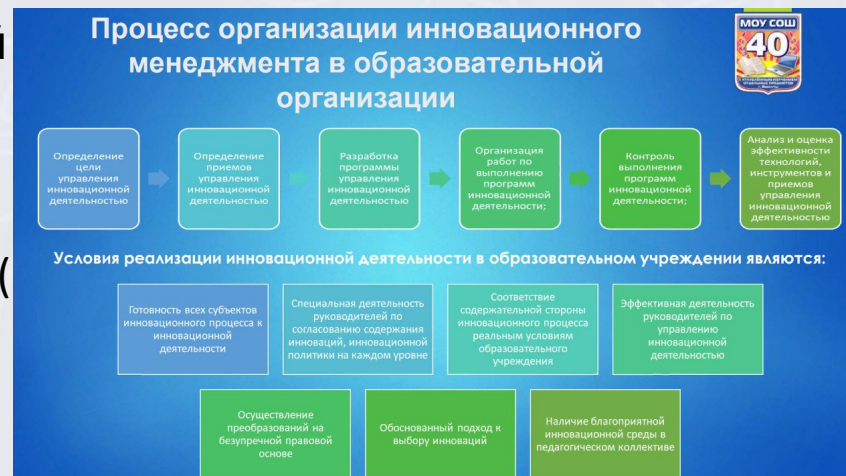 й
(
Процесс организации инновационного
менеджмента в образовательной
организации
МОУ СОШ
40
Определение
цели
управления
инновационной
деятельностью
Определение
приемов
управления
инновационной
деятельностью
Разработка
программы
управления
инновационной
деятельностью
Организация
работ по
выполнению
программ
инновационной
деятельности;
Контроль
выполнения
программ
инновационной
деятельности;
Анализ и оценка
эффективности
технологий,
инструментов и
приемов
управления
инновационной
деятельностью
Условия реализации инновационной деятельности в образовательном учреждении являются:
Готовность всех субъектов
инновационного процесса к
инновационной
деятельности
Специальная деятельность
руководителей по
согласованию содержания
инноваций, инновационной
политики на каждом уровне
Соответствие
содержательной стороны
инновационного процесса
реальным условиям
образовательного
учреждения
Эффективная деятельность
руководителей по
управлению
инновационной
деятельностью
Осуществление
преобразований на
безупречной правовой
основе
Обоснованный подход к
выбору инноваций
Наличие благоприятной
инновационной среды в
педагогическом коллективе